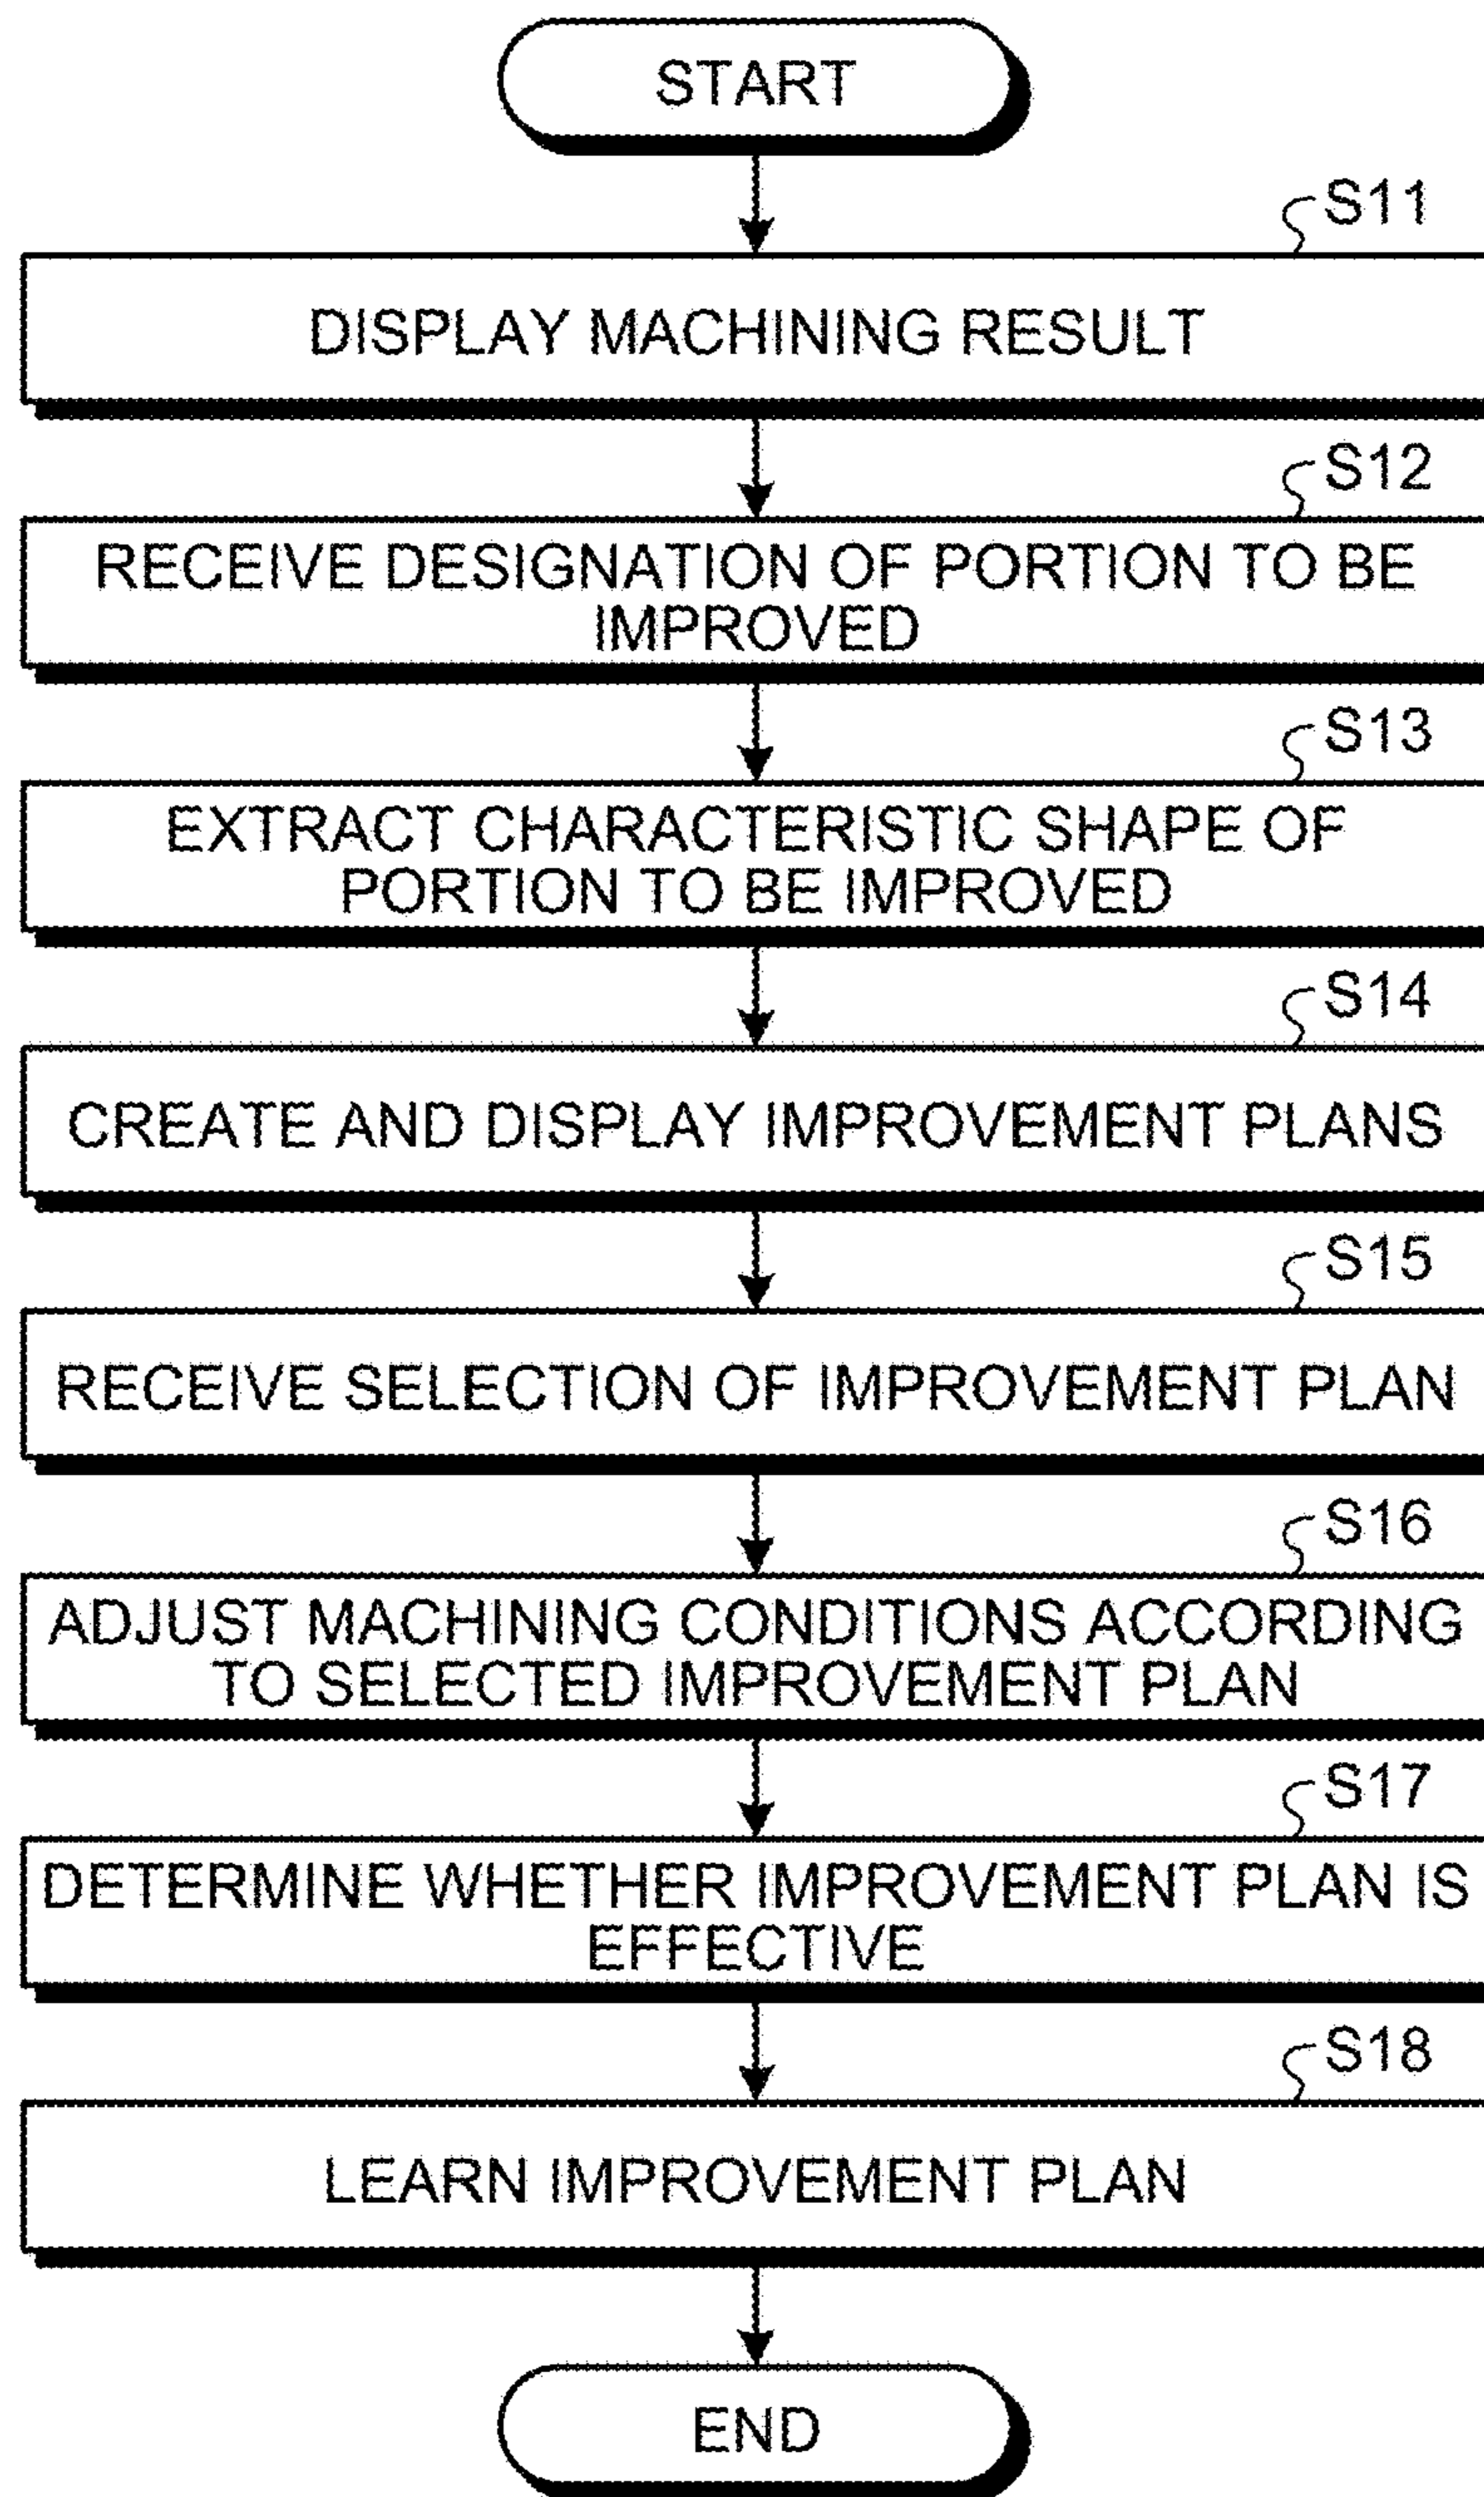 START
S11
DISPLAY MACHINING RESULT
S12
RECEIVE DESIGNATION OF PORTION TO BE
IMPROVED
S13
EXTRACT CHARACTERISTIC SHAPE OF
PORTION TO BE IMPROVED
S14
CREATE AND DISPLAY IMPROVEMENT PLANS
S15
RECEIVE SELECTION OF IMPROVEMENT PLAN
S16
ADJUST MACHINING CONDITIONS ACCORDING
TO SELECTED IMPROVEMENT PLAN
S17
DETERMINE WHETHER IMPROVEMENT PLAN IS
EFFECTIVE
S18
LEARN IMPROVEMENT PLAN
END